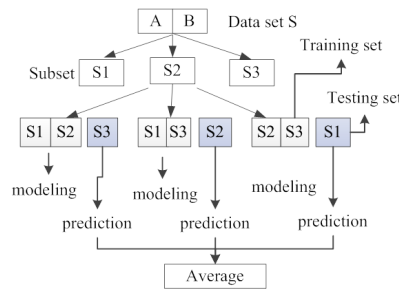 A B Data set S
Training set
Subset S1 S2 S3
Testing set
S1 S2 S3 S1 S3 S2 S2 S3 S1
modeling modeling modeling
prediction prediction prediction
Average